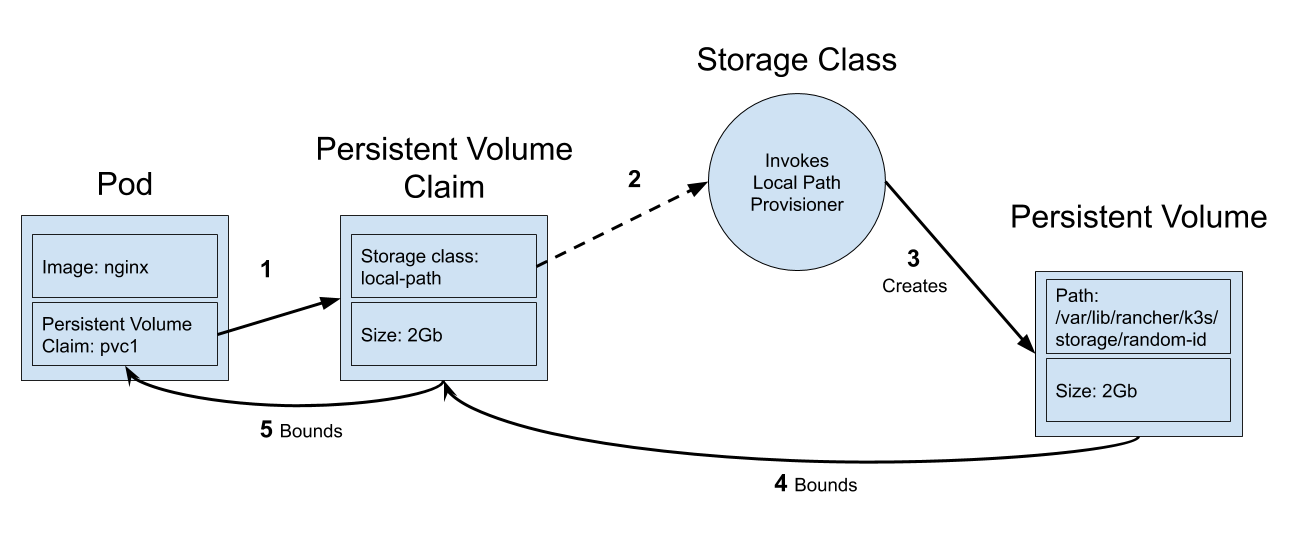 Storage Class
Persistent Volume
Claim
Pod
Invokes
Local Path
Provisioner
2
Persistent Volume
Image: nginx
1
Storage class:
local-path
3
Creates
Path:
/var/lib/rancher/k3s/
storage/random-id
Persistent Volume
Claim: pvc1
Size: 2Gb
Size: 2Gb
5 Bounds
4 Bounds